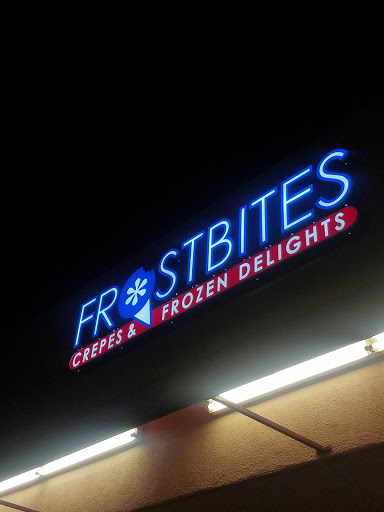 FROSTBITES
CREPES & FROZEN DELIGHTS